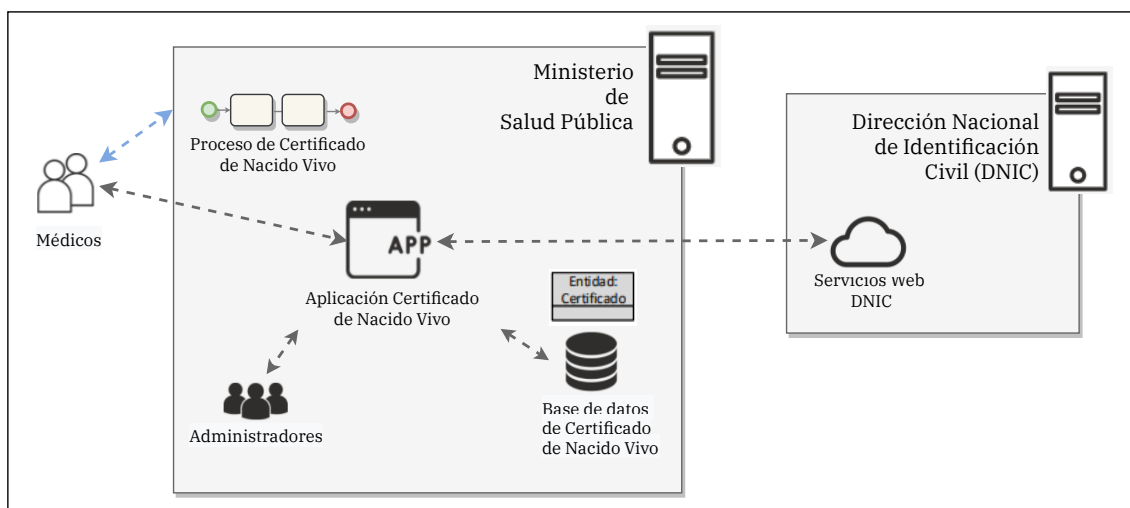 Ministerio
de
Salud Pública
Proceso de Certificado
de Nacido Vivo
Médicos
APP
Aplicación Certificado
de Nacido Vivo
Entidad:
Certificado
Administradores
Base de datos
de Certificado
de Nacido Vivo
Dirección Nacional
de Identificación
Civil (DNIC)
Servicios web
DNIC